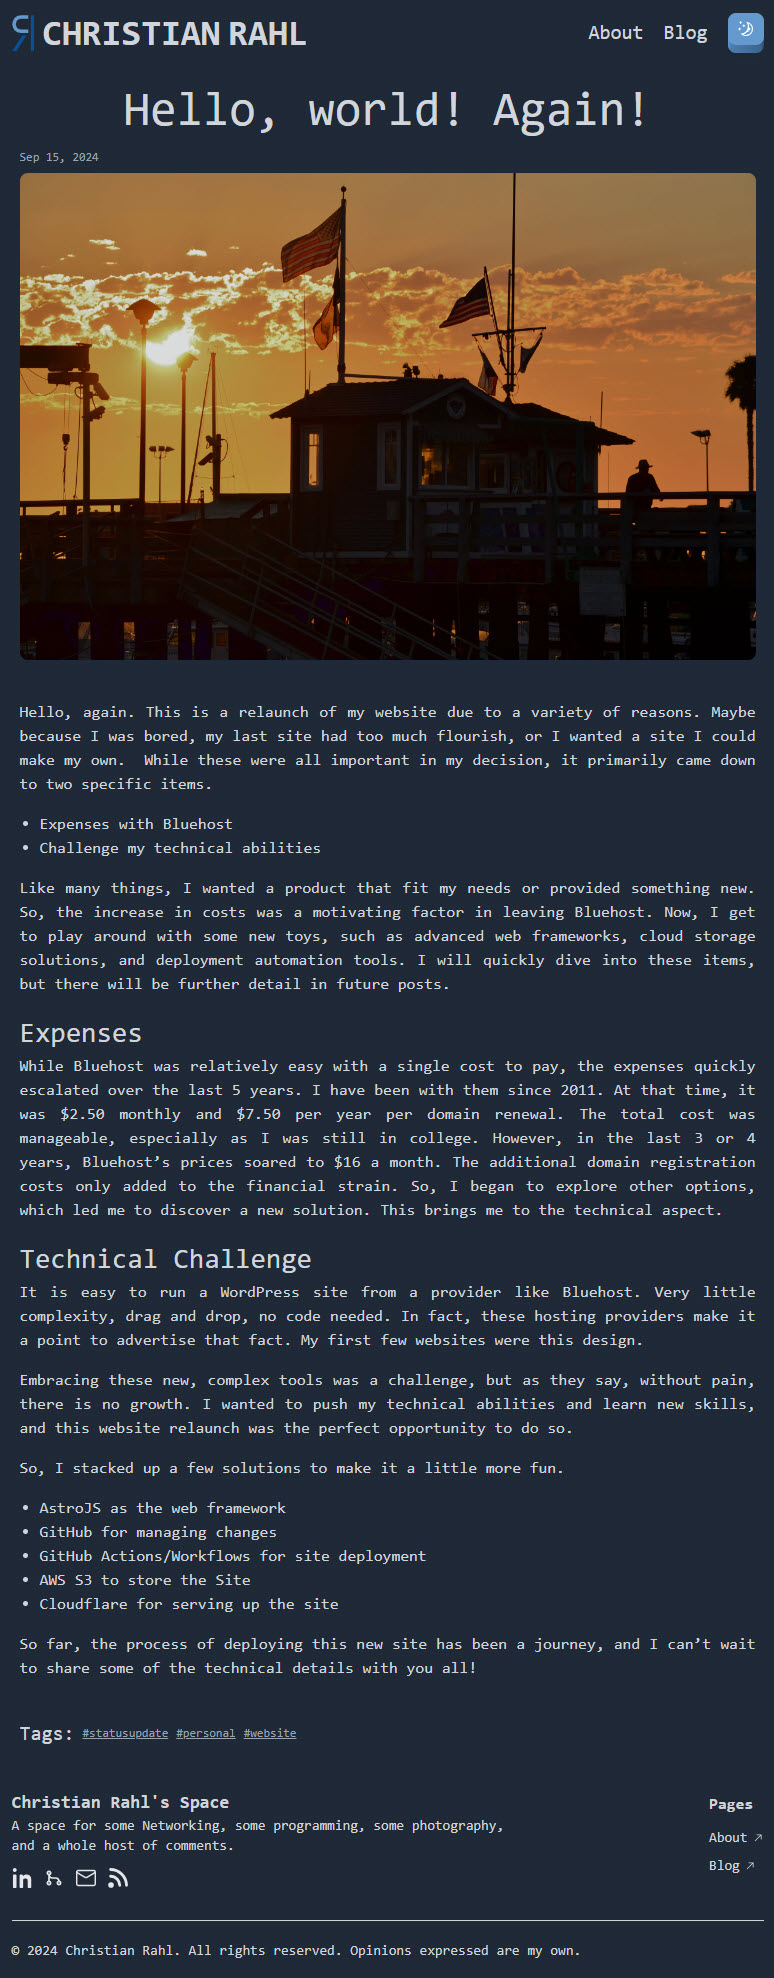 CHRISTIAN RAHL
About Blog
Hello, world! Again!
Sep 15, 2024
Hello, again. This is a relaunch of my website due to a variety of reasons. Maybe
because I was bored, my last site had too much flourish, or I wanted a site I could
make my own.  While these were all important in my decision, it primarily came down
to two specific items.
• Expenses with Bluehost
• Challenge my technical abilities
Like many things, I wanted a product that fit my needs or provided something new.
So, the increase in costs was a motivating factor in leaving Bluehost. Now, I get
to play around with some new toys, such as advanced web frameworks, cloud storage
solutions, and deployment automation tools. I will quickly dive into these items,
but there will be further detail in future posts.
Expenses
While Bluehost was relatively easy with a single cost to pay, the expenses quickly
escalated over the last 5 years. I have been with them since 2011. At that time, it
was $2.50 monthly and $7.50 per year per domain renewal. The total cost was
manageable, especially as I was still in college. However, in the last 3 or 4
years, Bluehost’s prices soared to $16 a month. The additional domain registration
costs only added to the financial strain. So, I began to explore other options,
which led me to discover a new solution. This brings me to the technical aspect.
Technical Challenge
It is easy to run a WordPress site from a provider like Bluehost. Very little
complexity, drag and drop, no code needed. In fact, these hosting providers make it
a point to advertise that fact. My first few websites were this design.
Embracing these new, complex tools was a challenge, but as they say, without pain,
there is no growth. I wanted to push my technical abilities and learn new skills,
and this website relaunch was the perfect opportunity to do so.
So, I stacked up a few solutions to make it a little more fun.
• AstroJS as the web framework
• GitHub for managing changes
• GitHub Actions/Workflows for site deployment
• AWS S3 to store the Site
• Cloudflare for serving up the site
So far, the process of deploying this new site has been a journey, and I can’t wait
to share some of the technical details with you all!
Tags: #statusupdate #personal #website
Christian Rahl's Space
A space for some Networking, some programming, some photography,
and a whole host of comments.
Pages
About ↗
Blog ↗
© 2024 Christian Rahl. All rights reserved. Opinions expressed are my own.